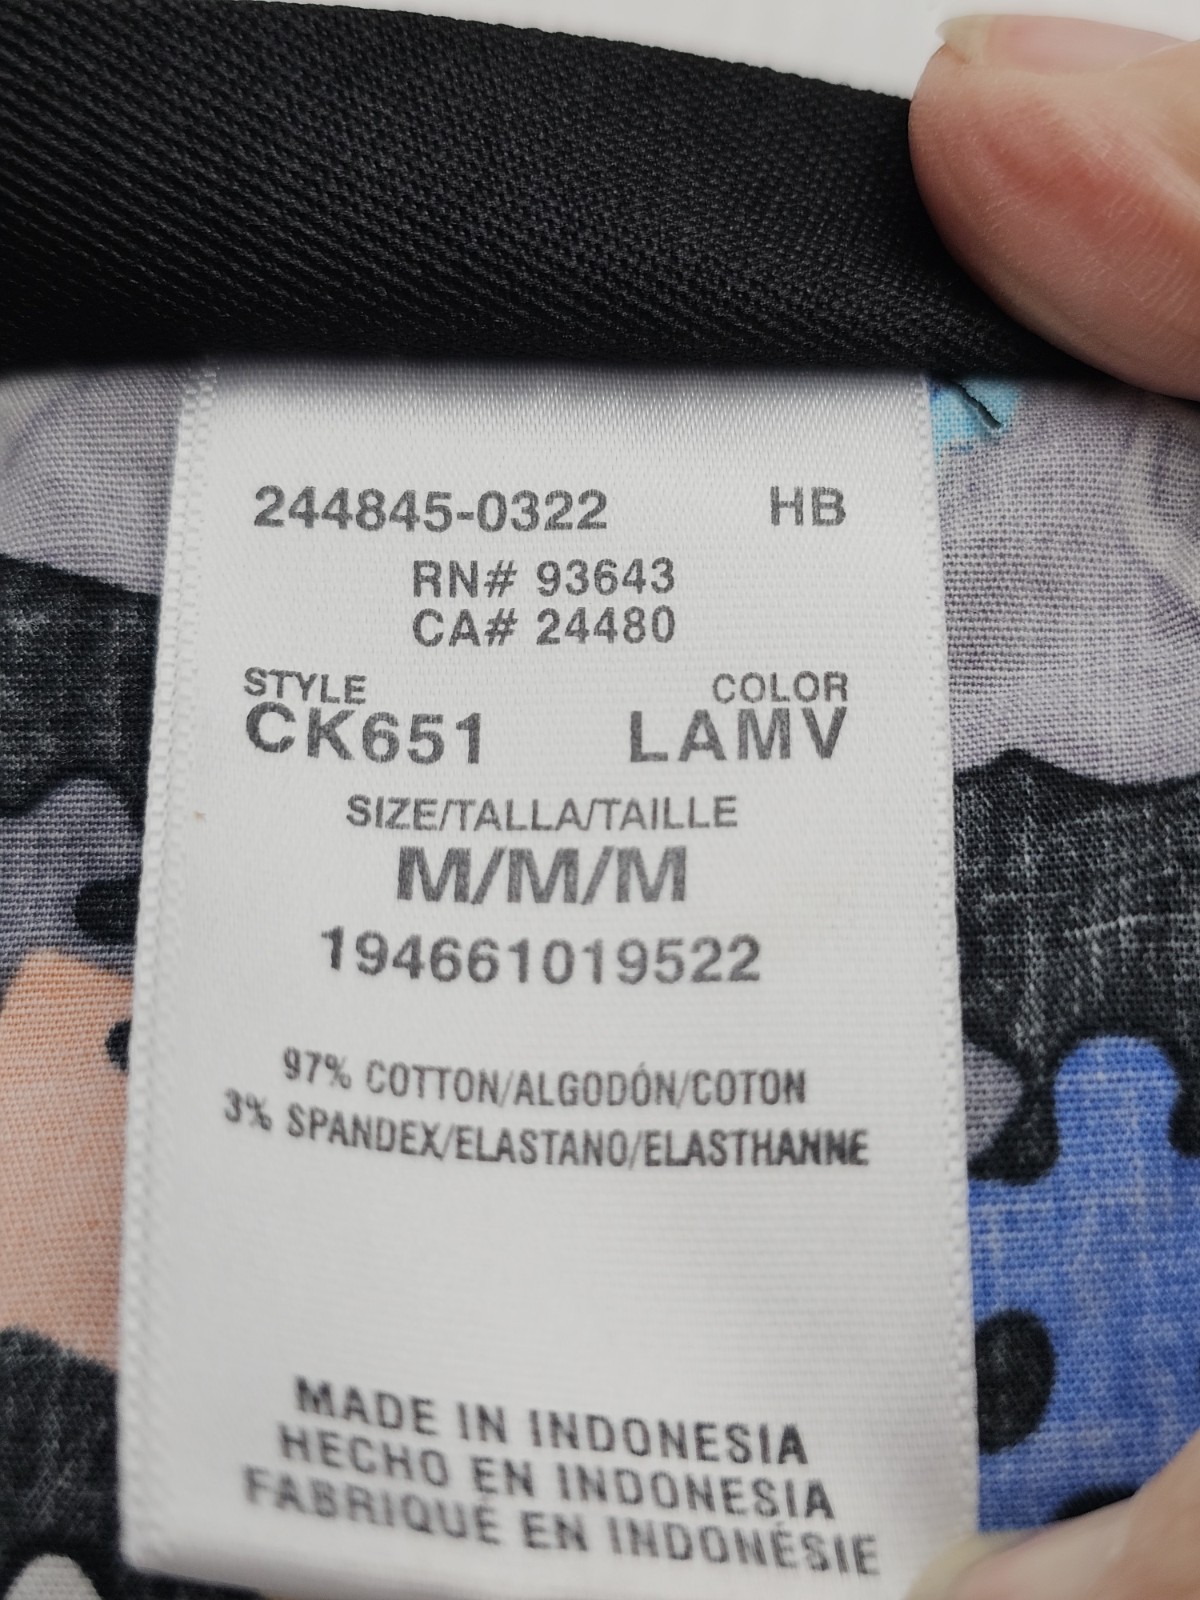 244845-0322 HB
RN# 93643
CA# 24480
STYLE COLOR
CK651 LAMV
SIZE/TALLA/TAILLE
M/M/M
194661019522
97% COTTON/ALGODÓN/COTON
3% SPANDEX/ELASTANO/ELASTHANNE
MADE IN INDONESIA
HECHO EN INDONESIA
FABRIQUÉ EN INDONÉSIE